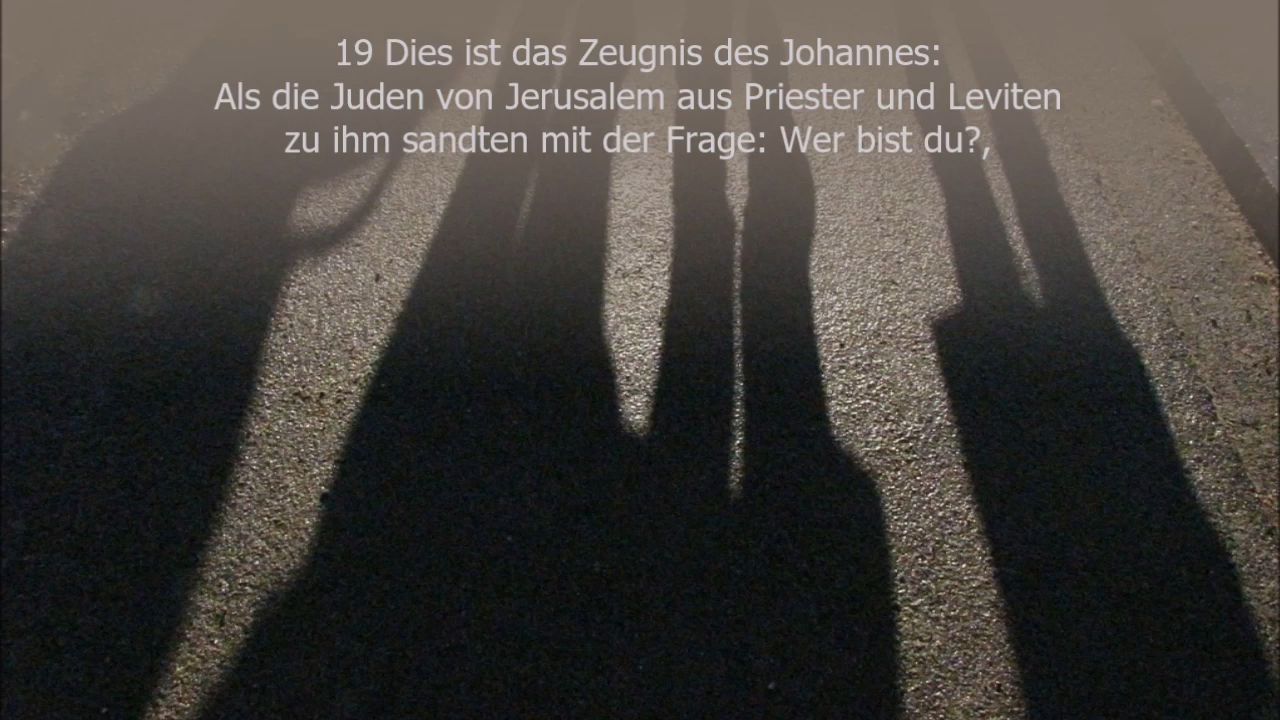 19 Dies ist das Zeugnis des Johannes:
Als die Juden von Jerusalem aus Priester und Leviten
zu ihm sandten mit der Frage: Wer bist du?,